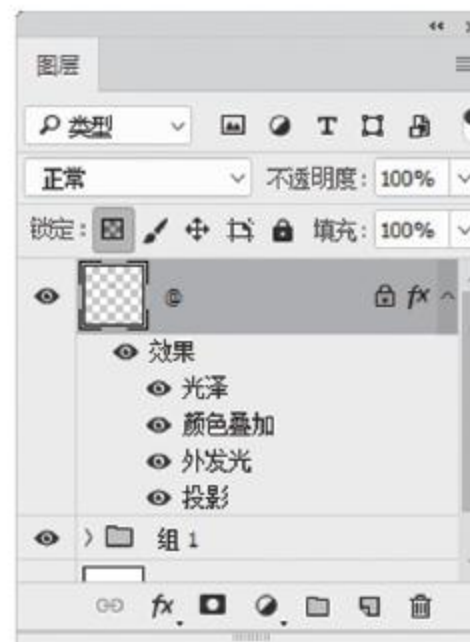 图层
类型
正常 不透明度: 100%
锁定: 填充: 100%
@ fx
效果
光泽
颜色叠加
外发光
投影
组 1
fx